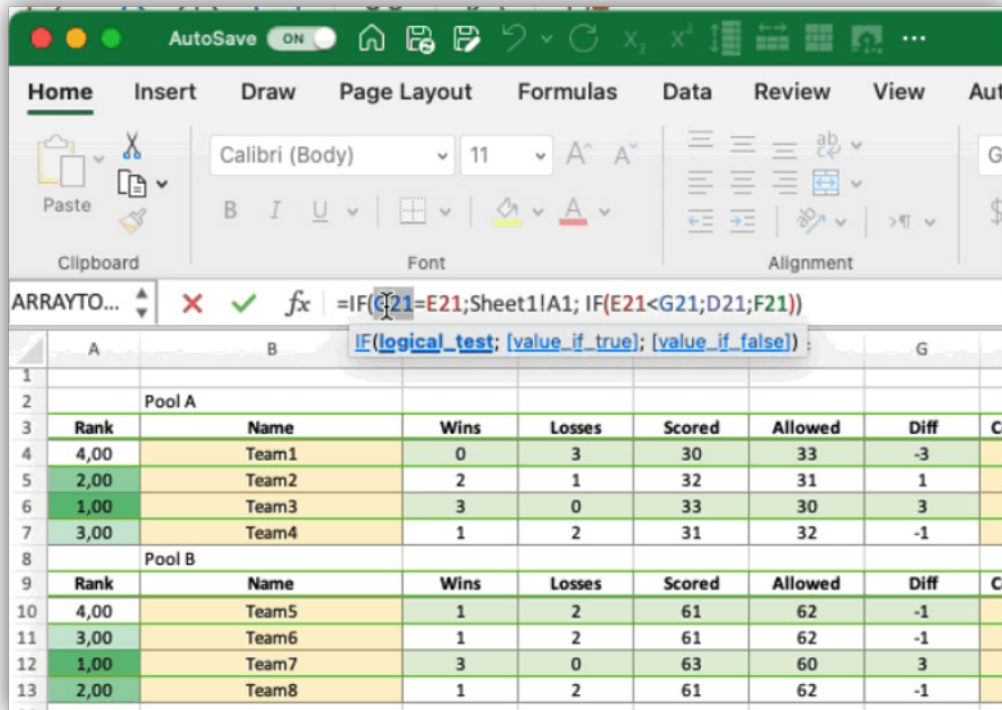 AutoSave ON
Home Insert Draw Page Layout Formulas Data Review View Aut
Paste
Calibri (Body) 11 A A
B I U A
Clipboard Font Alignment
ARRAYTO... fx =IF(G21=E21;Sheet1!A1; IF(E21<G21;D21;F21))
IF(logical_test; [value_if_true]; [value_if_false])
A B G
1
2 Pool A
3 Rank Name Wins Losses Scored Allowed Diff C
4 4,00 Team1 0 3 30 33 -3
5 2,00 Team2 2 1 32 31 1
6 1,00 Team3 3 0 33 30 3
7 3,00 Team4 1 2 31 32 -1
8 Pool B
9 Rank Name Wins Losses Scored Allowed Diff C
10 4,00 Team5 1 2 61 62 -1
11 3,00 Team6 1 2 61 62 -1
12 1,00 Team7 3 0 63 60 3
13 2,00 Team8 1 2 61 62 -1